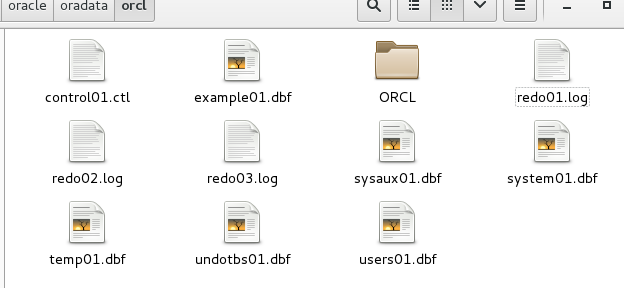 oracle oradata orcl
control01.ctl example01.dbf ORCL redo01.log
redo02.log redo03.log sysaux01.dbf system01.dbf
temp01.dbf undotbs01.dbf users01.dbf